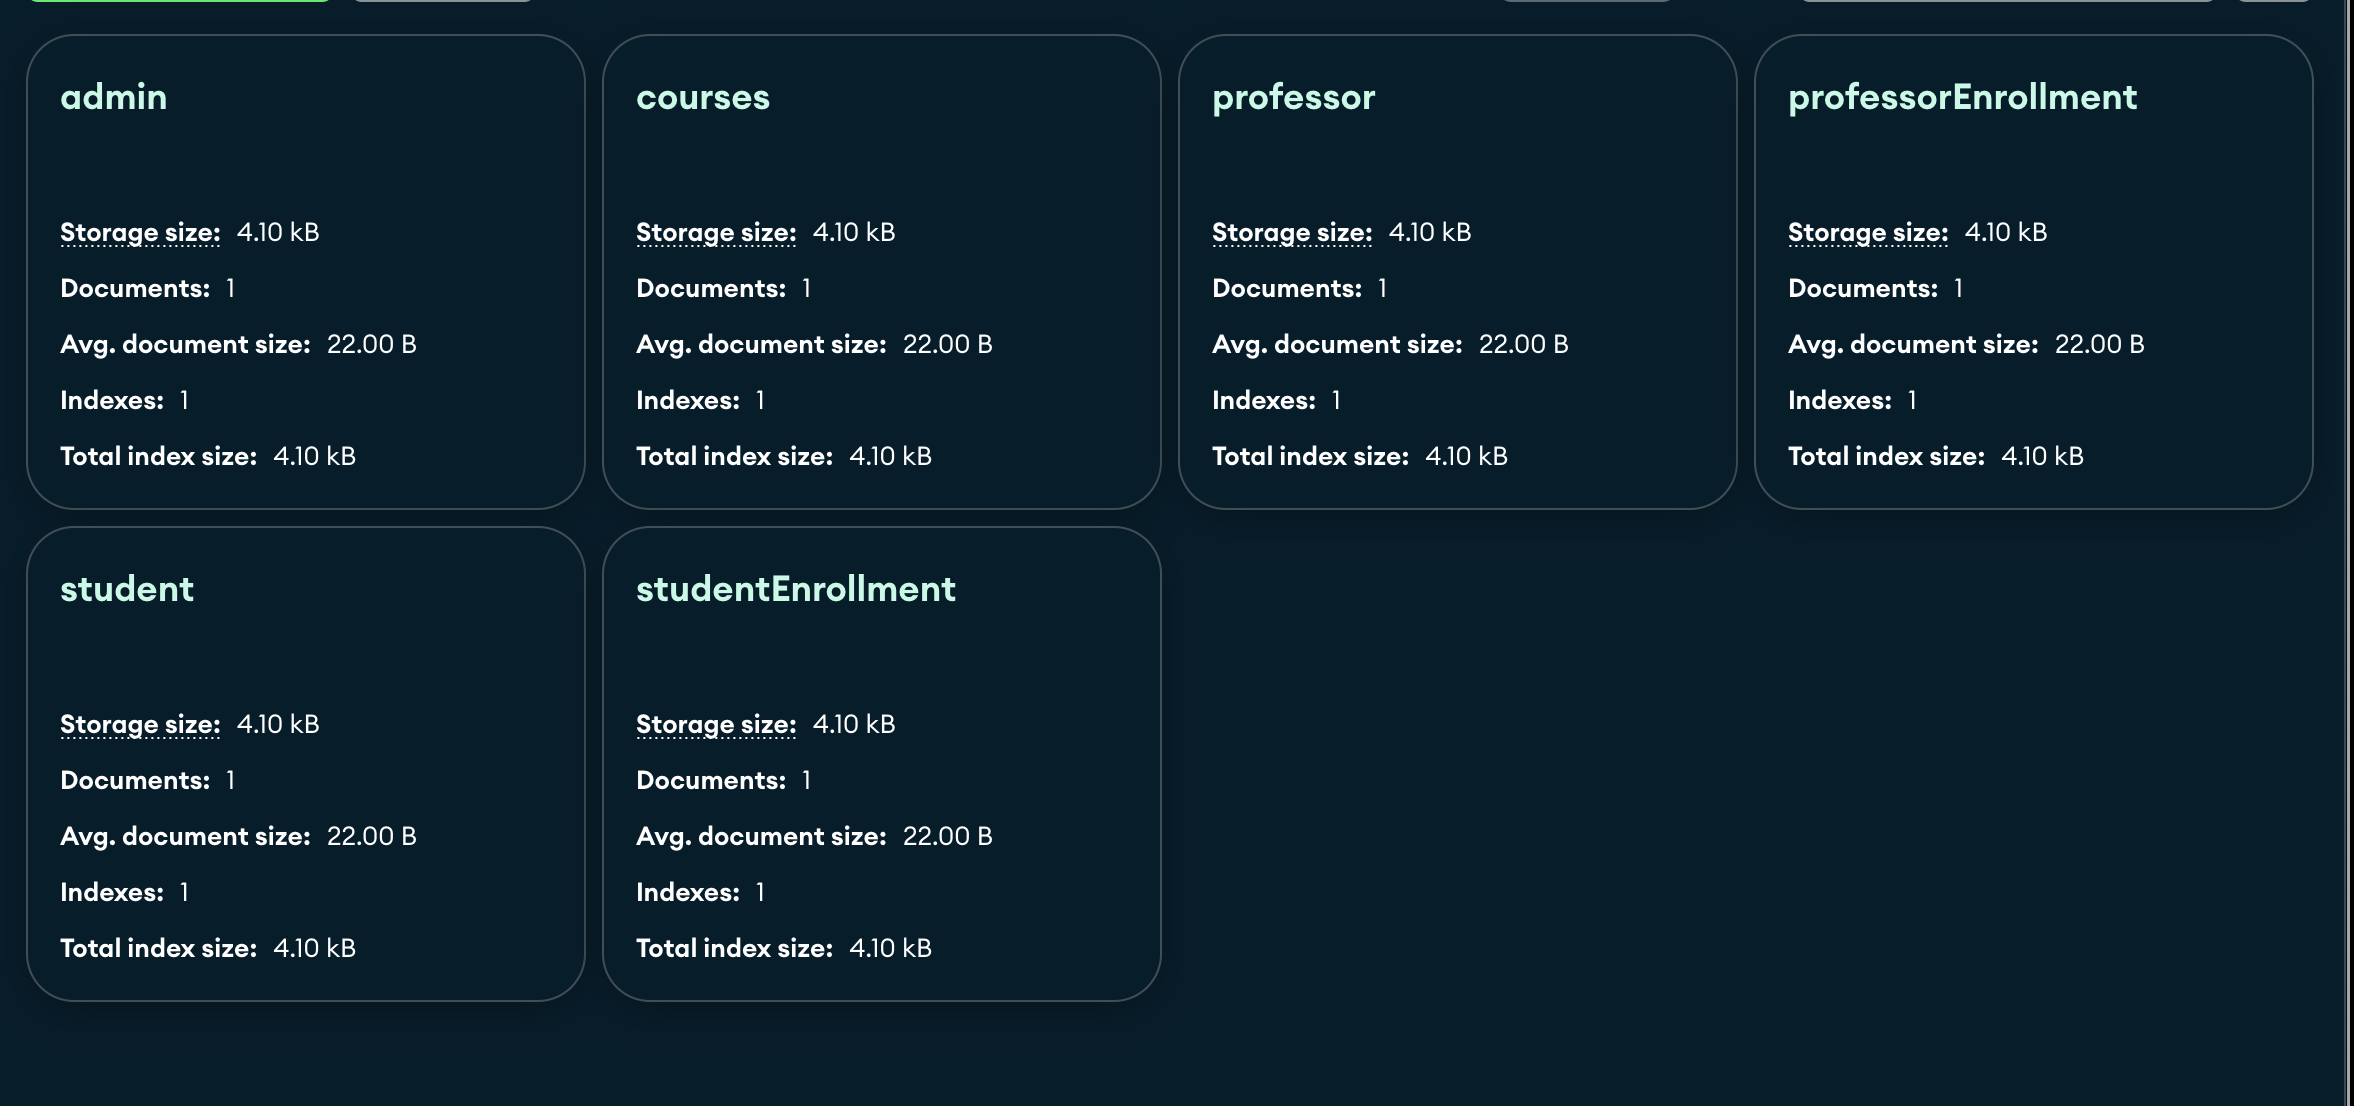 admin
Storage size: 4.10 kB
Documents: 1
Avg. document size: 22.00 B
Indexes: 1
Total index size: 4.10 kB
courses
Storage size: 4.10 kB
Documents: 1
Avg. document size: 22.00 B
Indexes: 1
Total index size: 4.10 kB
professor
Storage size: 4.10 kB
Documents: 1
Avg. document size: 22.00 B
Indexes: 1
Total index size: 4.10 kB
professorEnrollment
Storage size: 4.10 kB
Documents: 1
Avg. document size: 22.00 B
Indexes: 1
Total index size: 4.10 kB
student
Storage size: 4.10 kB
Documents: 1
Avg. document size: 22.00 B
Indexes: 1
Total index size: 4.10 kB
studentEnrollment
Storage size: 4.10 kB
Documents: 1
Avg. document size: 22.00 B
Indexes: 1
Total index size: 4.10 kB